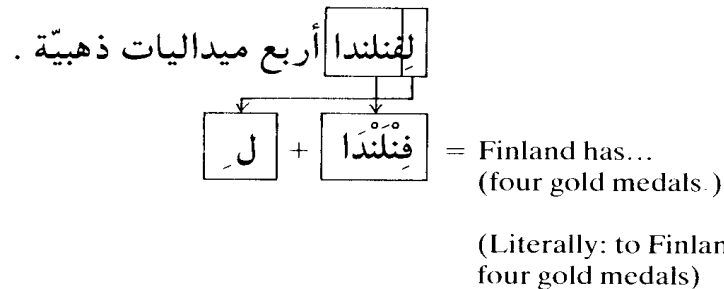 لِفنلندا أربع ميداليات ذهبيّة .
لِ + فِنْلَنْدَا = Finland has...
(four gold medals.)
(Literally: to Finlan
four gold medals)